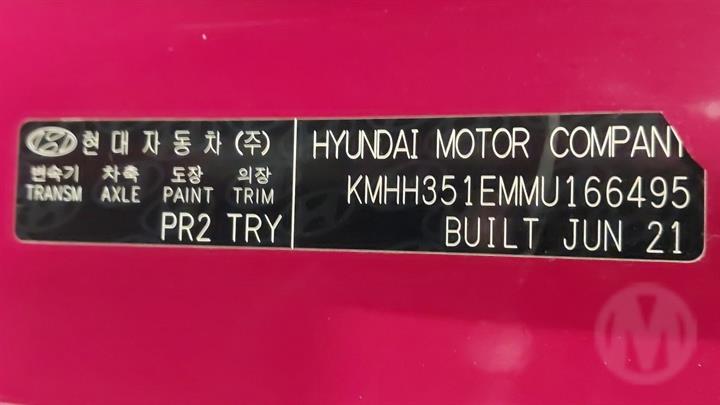 현대자동차 (주)
변속기 차축 도장 의장
TRANSM AXLE PAINT TRIM
PR2 TRY
HYUNDAI MOTOR COMPANY
KMHH351EMMU166495
BUILT JUN 21
M